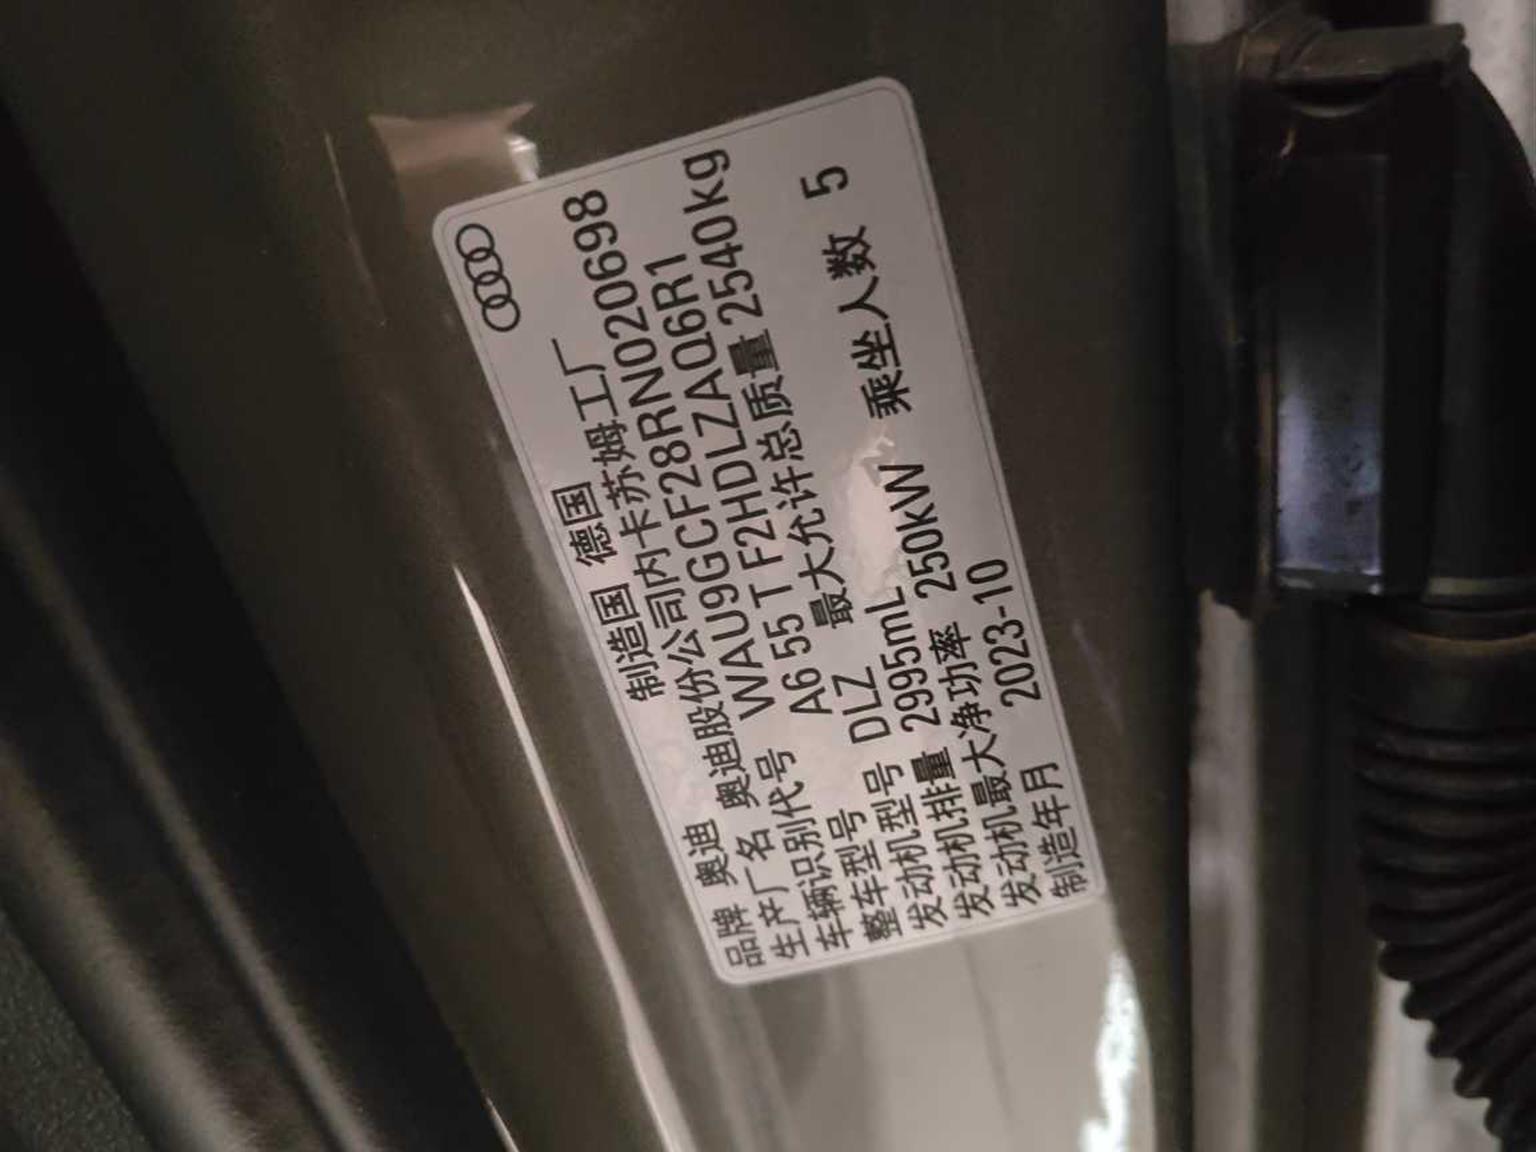 品牌 奥迪 制造国 德国
生产厂名 奥迪股份公司内卡苏姆工厂
车辆识别代号 WAU9GCF28RN020698
车辆型号 A6 55 T F2HDLZAQ6R1
整车型号 最大允许总质量 2540kg
发动机型号 DLZ
发动机排量 2995mL 乘坐人数 5
发动机最大净功率 250kW
制造年月 2023-10